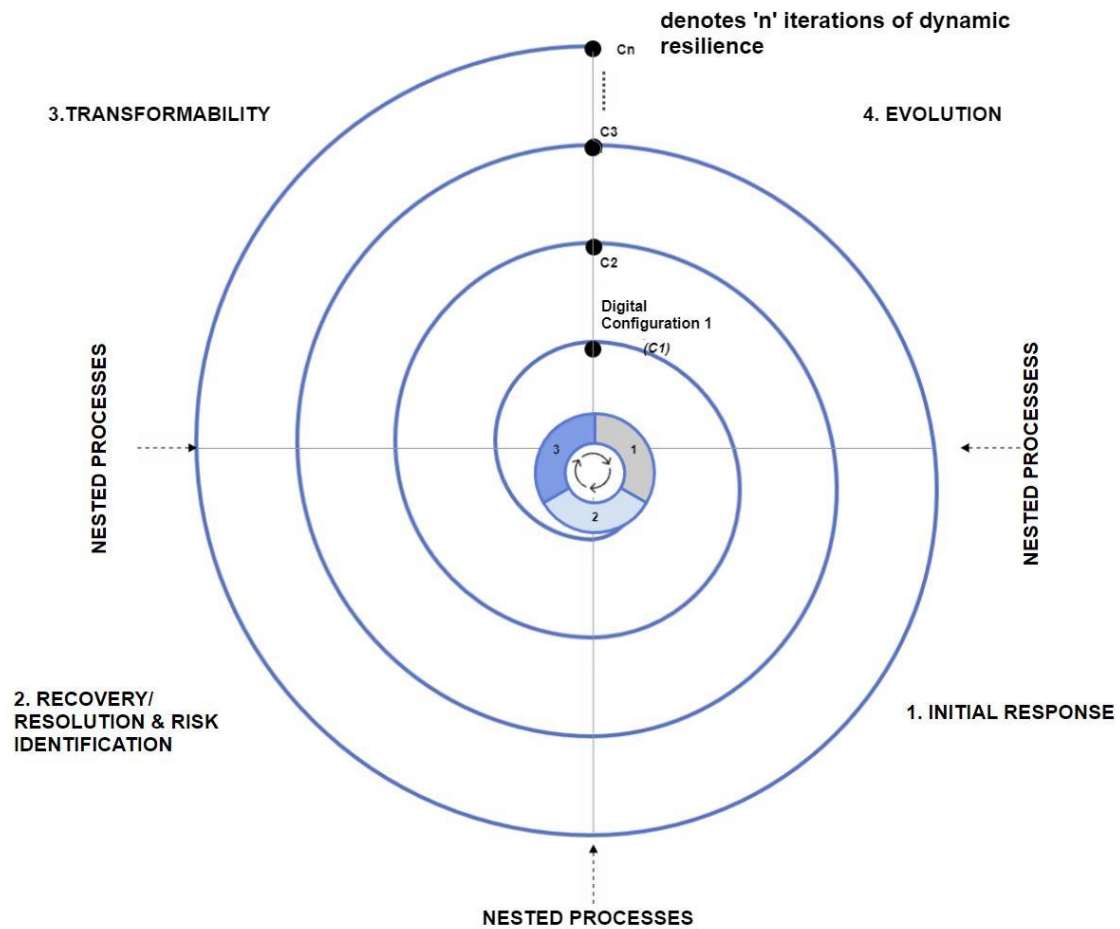 denotes 'n' iterations of dynamic
resilience
Cn
3.TRANSFORMABILITY
4. EVOLUTION
C3
C2
Digital
Configuration 1
(C1)
NESTED PROCESSES
NESTED PROCESSESS
3
1
2
2. RECOVERY/
RESOLUTION & RISK
IDENTIFICATION
1. INITIAL RESPONSE
NESTED PROCESSES